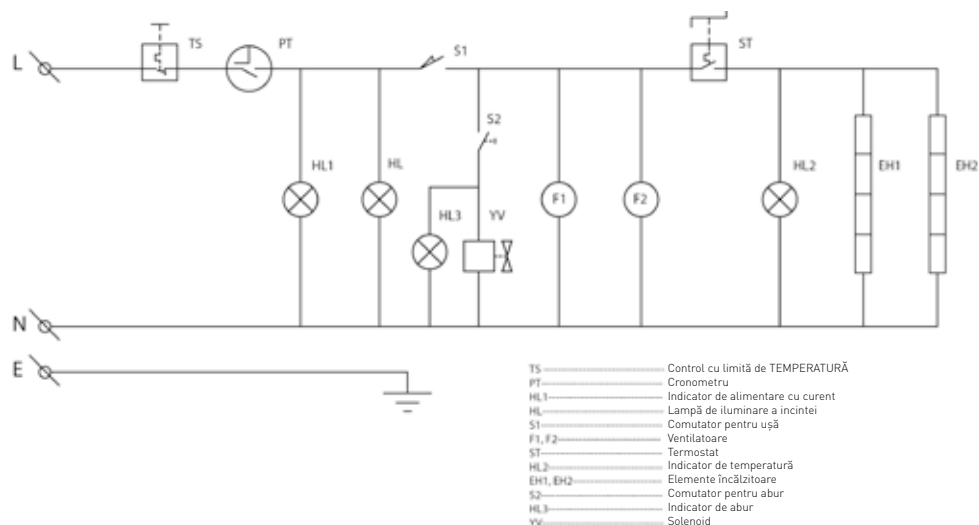 TS
PT
S1
ST
L
S2
HL1
HL
HL3
YV
F1
F2
HL2
EH1
EH2
N
E
TS Control cu limită de TEMPERATURĂ
PT Cronometru
HL1 Indicator de alimentare cu curent
HL Lampă de iluminare a incintei
S1 Comutator pentru ușă
F1, F2 Ventilatoare
ST Termostat
HL2 Indicator de temperatură
EH1, EH2 Elemente încălzitoare
S2 Comutator pentru abur
HL3 Indicator de abur
YV Solenoid